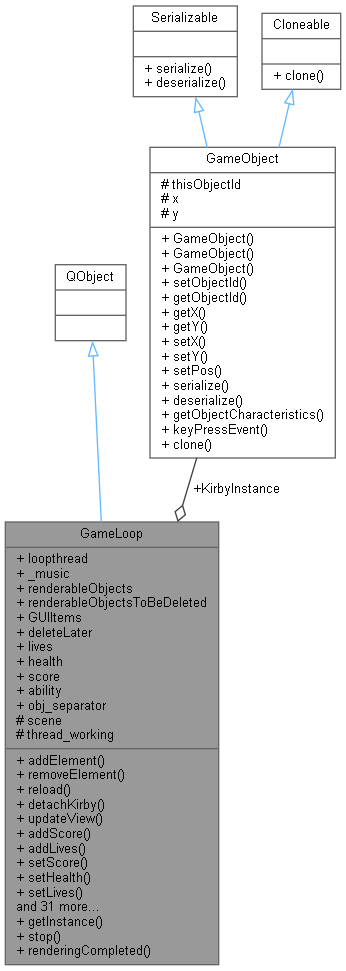 Serializable
+ serialize()
+ deserialize()
Cloneable
+ clone()
GameObject
# thisObjectId
# x
# y
+ GameObject()
+ GameObject()
+ GameObject()
+ setObjectId()
+ getObjectId()
+ getX()
+ getY()
+ setX()
+ setY()
+ setPos()
+ serialize()
+ deserialize()
+ getObjectCharacteristics()
+ keyPressEvent()
+ clone()
QObject
+KirbyInstance
GameLoop
+ loopthread
+ _music
+ renderableObjects
+ renderableObjectsToBeDeleted
+ GUIItems
+ deleteLater
+ lives
+ health
+ score
+ ability
+ obj_separator
# scene
# thread_working
+ addElement()
+ removeElement()
+ reload()
+ detachKirby()
+ updateView()
+ addScore()
+ addLives()
+ setScore()
+ setHealth()
+ setLives()
and 31 more...
+ getInstance()
+ stop()
+ renderingCompleted()